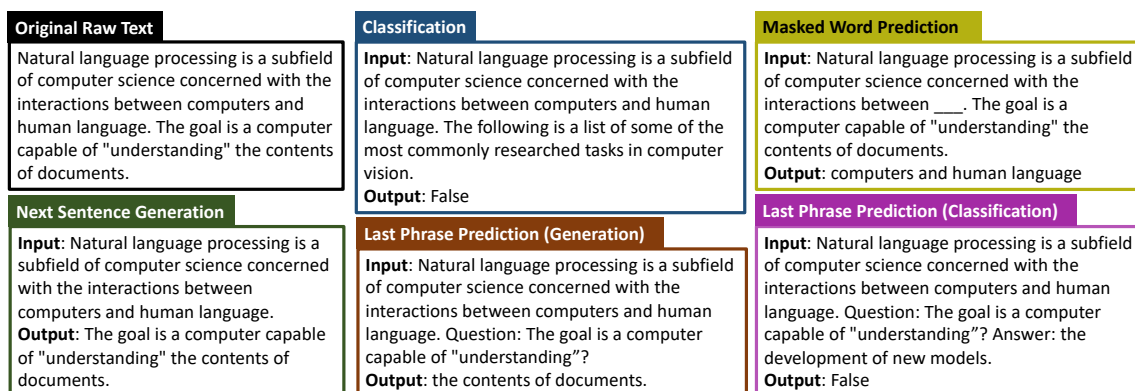 Original Raw Text
Natural language processing is a subfield
of computer science concerned with the
interactions between computers and
human language. The goal is a computer
capable of "understanding" the contents
of documents.
Classification
Input: Natural language processing is a subfield
of computer science concerned with the
interactions between computers and human
language. The following is a list of some of the
most commonly researched tasks in computer
vision.
Output: False
Masked Word Prediction
Input: Natural language processing is a subfield
of computer science concerned with the
interactions between ___. The goal is a
computer capable of "understanding" the
contents of documents.
Output: computers and human language
Next Sentence Generation
Input: Natural language processing is a
subfield of computer science concerned
with the interactions between
computers and human language.
Output: The goal is a computer capable
of "understanding" the contents of
documents.
Last Phrase Prediction (Generation)
Input: Natural language processing is a subfield
of computer science concerned with the
interactions between computers and human
language. Question: The goal is a computer
capable of "understanding”?
Output: the contents of documents.
Last Phrase Prediction (Classification)
Input: Natural language processing is a subfield
of computer science concerned with the
interactions between computers and human
language. Question: The goal is a computer
capable of "understanding”? Answer: the
development of new models.
Output: False